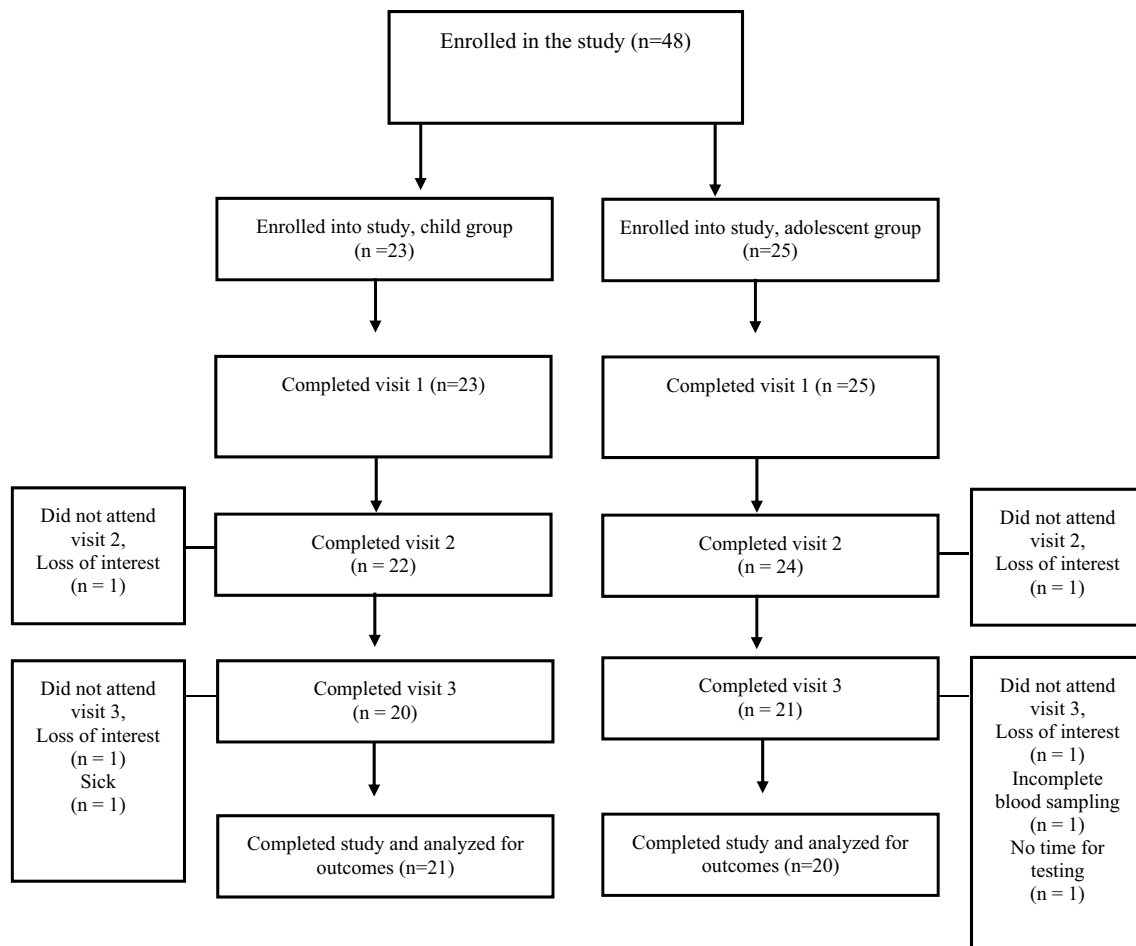 Enrolled in the study (n=48)
Enrolled into study, child group
(n =23)
Enrolled into study, adolescent group
(n=25)
Completed visit 1 (n=23)
Completed visit 1 (n =25)
Did not attend
visit 2,
Loss of interest
(n = 1)
Completed visit 2
(n = 22)
Completed visit 2
(n = 24)
Did not attend
visit 2,
Loss of interest
(n = 1)
Did not attend
visit 3,
Loss of interest
(n = 1)
Sick
(n = 1)
Completed visit 3
(n = 20)
Completed visit 3
(n = 21)
Did not attend
visit 3,
Loss of interest
(n = 1)
Incomplete
blood sampling
(n = 1)
No time for
testing
(n = 1)
Completed study and analyzed for
outcomes (n=21)
Completed study and analyzed for
outcomes (n=20)